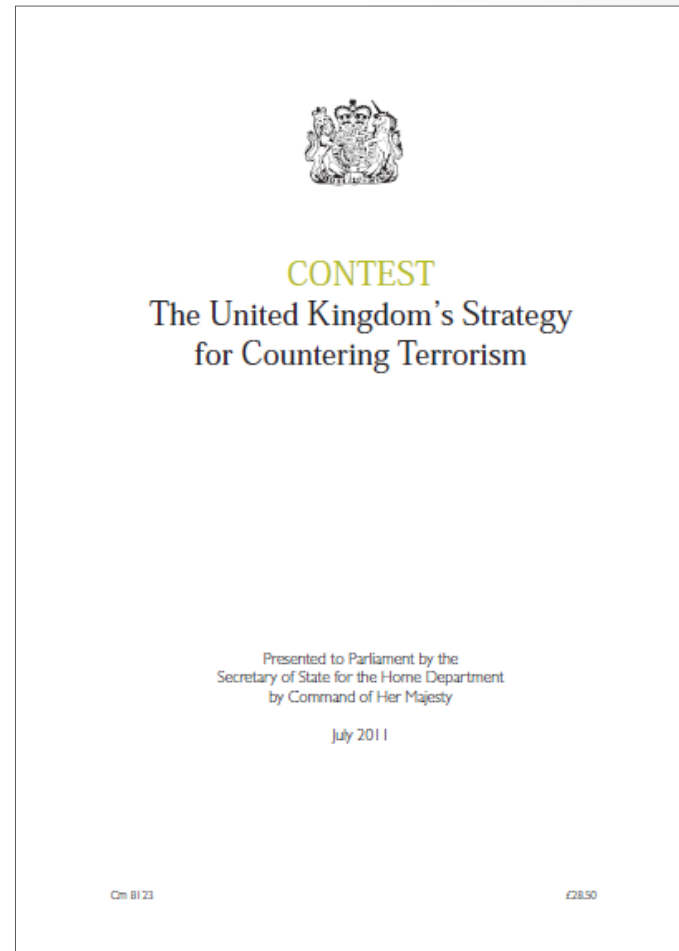 CONTEST
The United Kingdom's Strategy
for Countering Terrorism
Presented to Parliament by the
Secretary of State for the Home Department
by Command of Her Majesty
July 2011
Cm 8123
£28.50